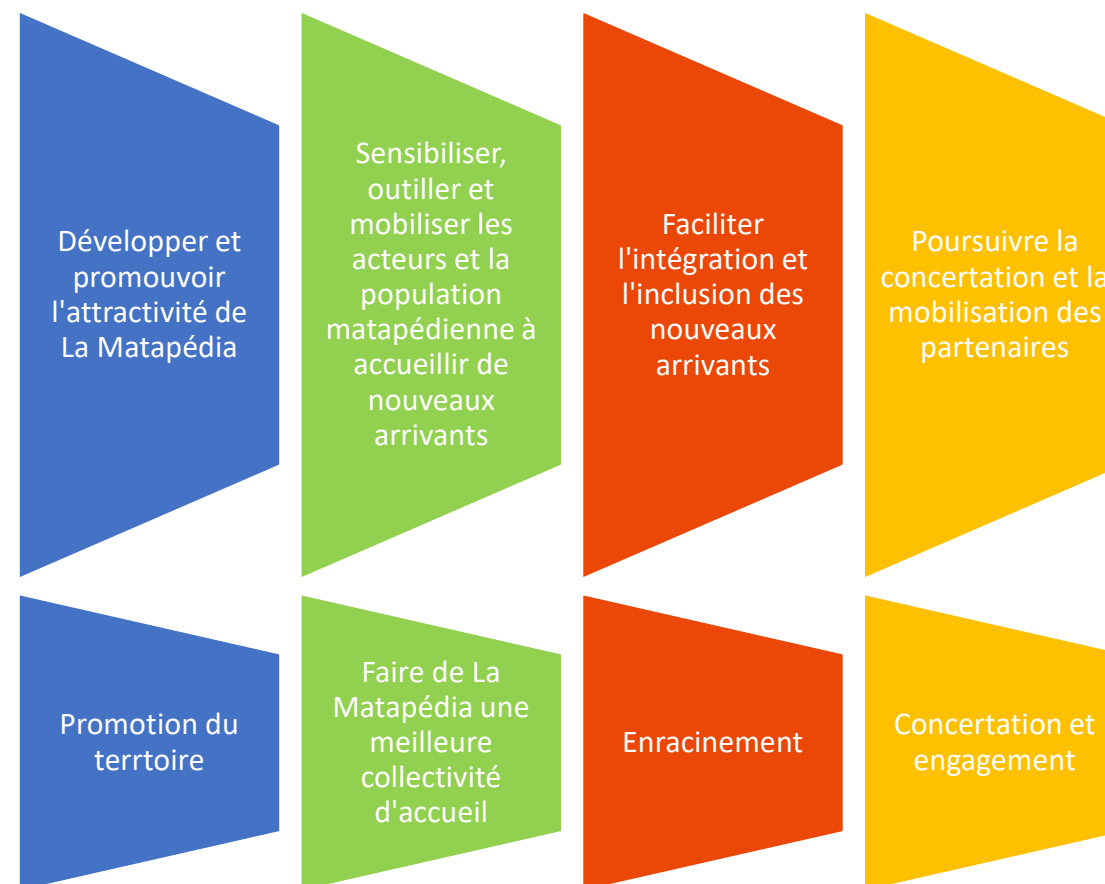 Développer et
promouvoir
l'attractivité de
La Matapédia
Sensibiliser,
outiller et
mobiliser les
acteurs et la
population
matapédienne à
accueillir de
nouveaux
arrivants
Faciliter
l'intégration et
l'inclusion des
nouveaux
arrivants
Poursuivre la
concertation et la
mobilisation des
partenaires
Promotion du
terrtoire
Faire de La
Matapédia une
meilleure
collectivité
d'accueil
Enracinement
Concertation et
engagement